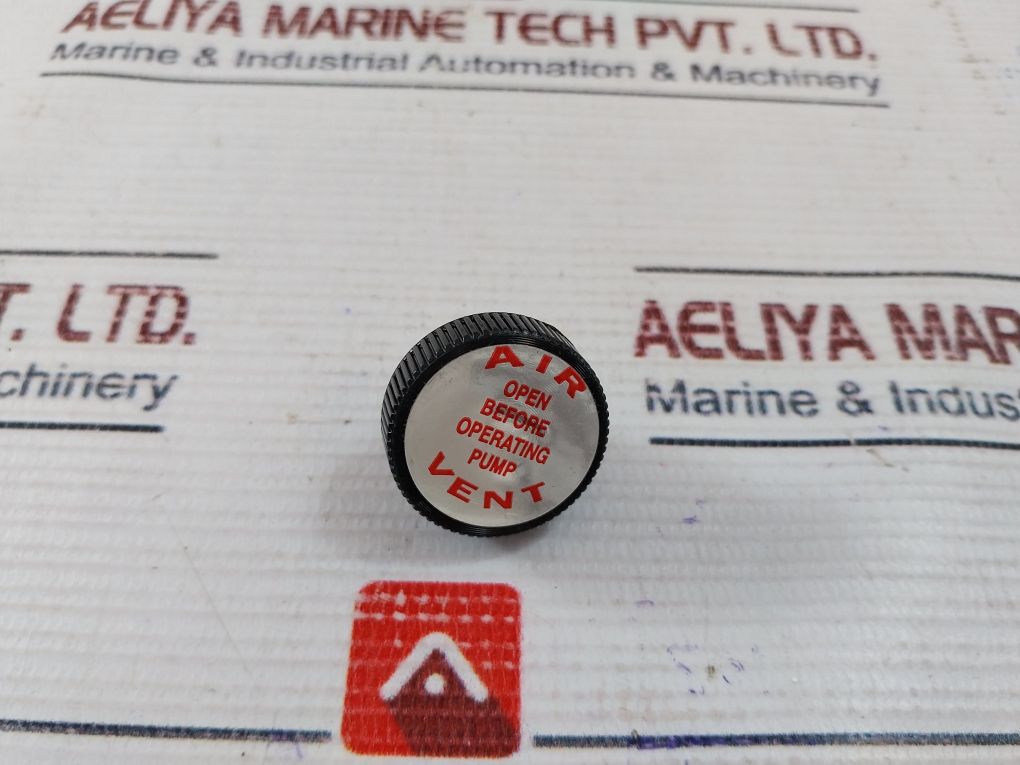 AELIYA MARINE TECH PVT. LTD.
Marine & Industrial Automation & Machinery
T. LTD.
chinery
AELIYA MAR
Marine & Indus
AIR
OPEN
BEFORE
OPERATING
PUMP
VENT